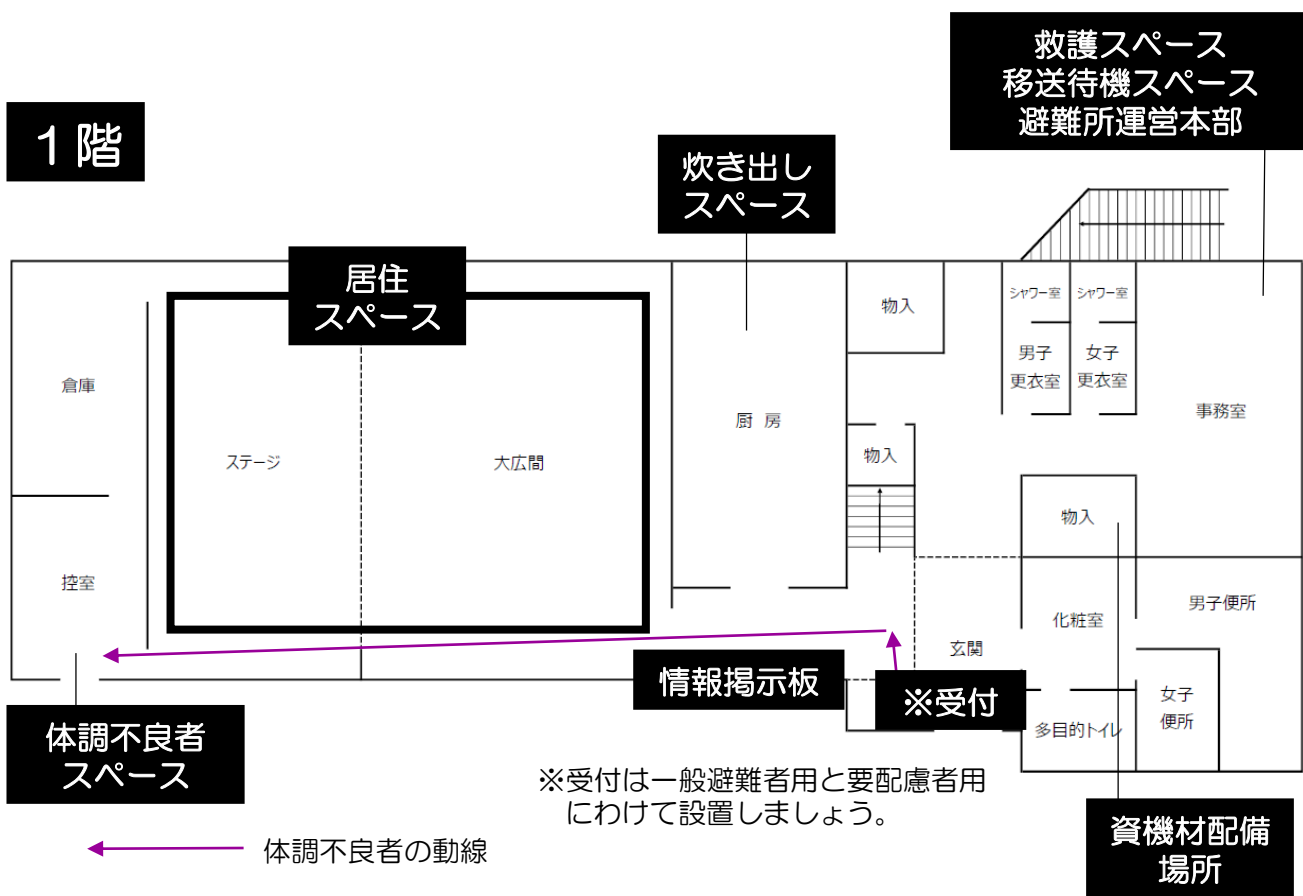 救護スペース
移送待機スペース
避難所運営本部
１階
炊き出し
スペース
居住
スペース
物入
シャワー室
シャワー室
男子
更衣室
女子
更衣室
倉庫
事務室
厨 房
ステージ
大広間
物入
物入
控室
男子便所
化粧室
玄関
情報掲示板
※受付
女子
便所
多目的トイレ
体調不良者
スペース
※受付は一般避難者用と要配慮者用
にわけて設置しましょう。
資機材配備
場所
体調不良者の動線